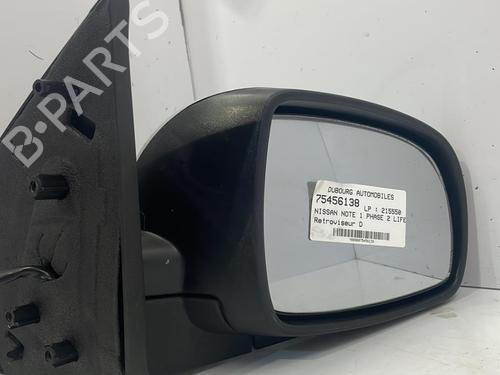 B-PARTS
DUBOURG AUTOMOBILES
75456138 LP : 215550
NISSAN NOTE 1 PHASE 2 LIFE
Retroviseur D